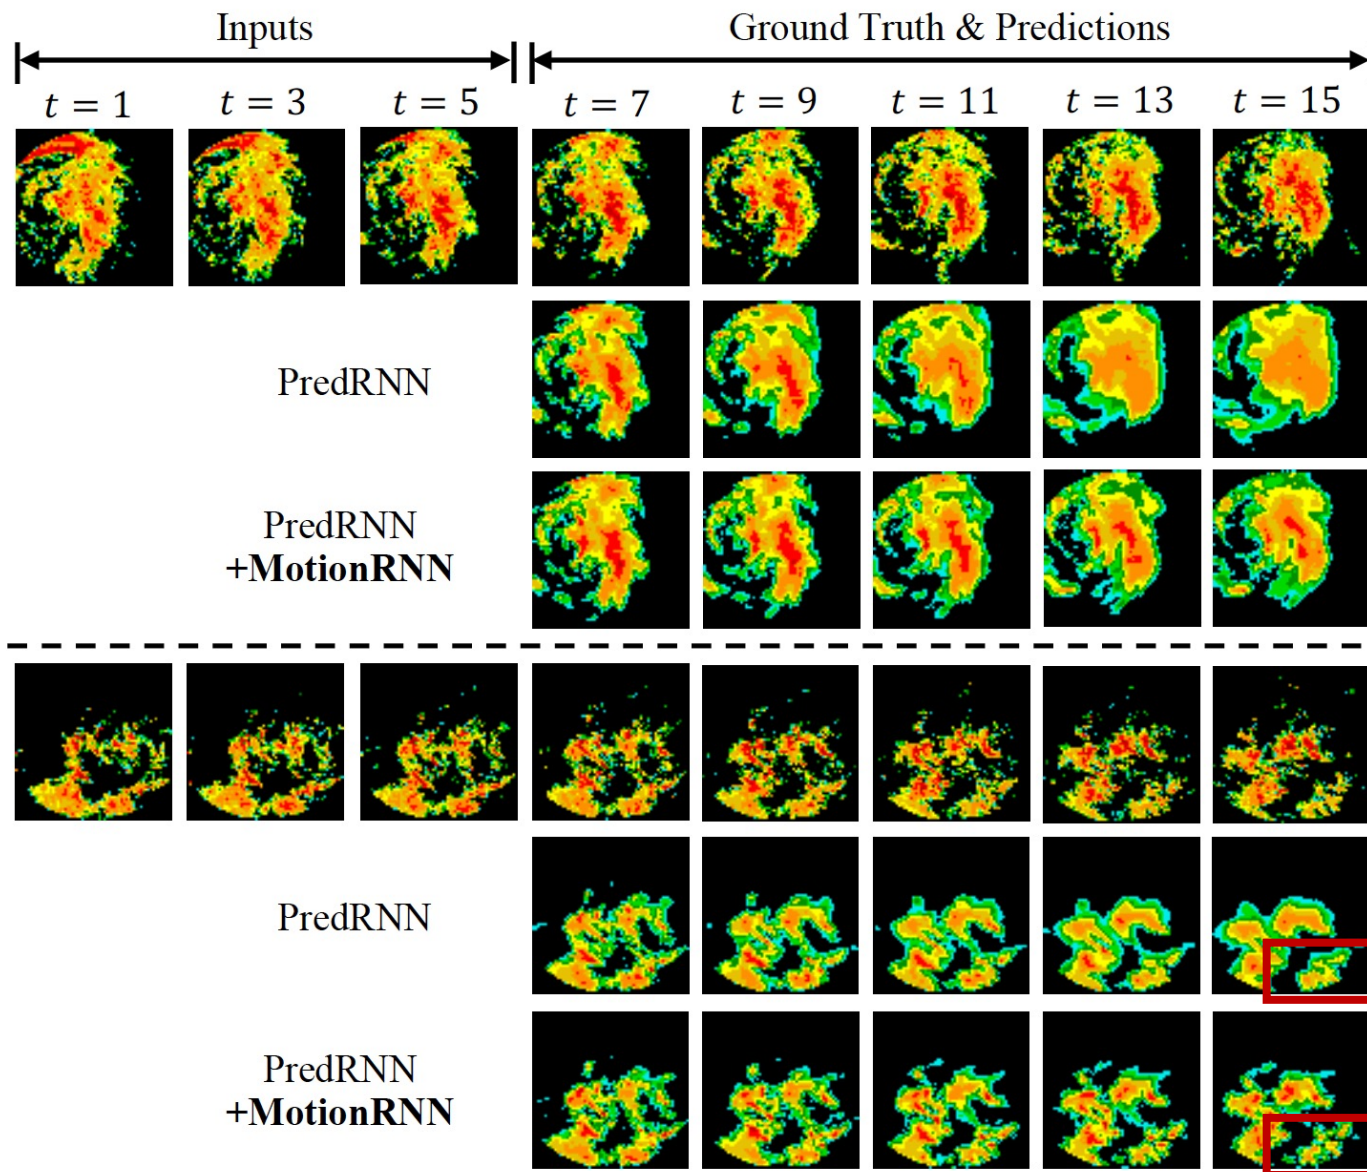 Inputs
Ground Truth & Predictions
t = 1
t = 3
t = 5
t = 7
t = 9
t = 11
t = 13
t = 15
PredRNN
PredRNN
+MotionRNN
PredRNN
PredRNN
+MotionRNN